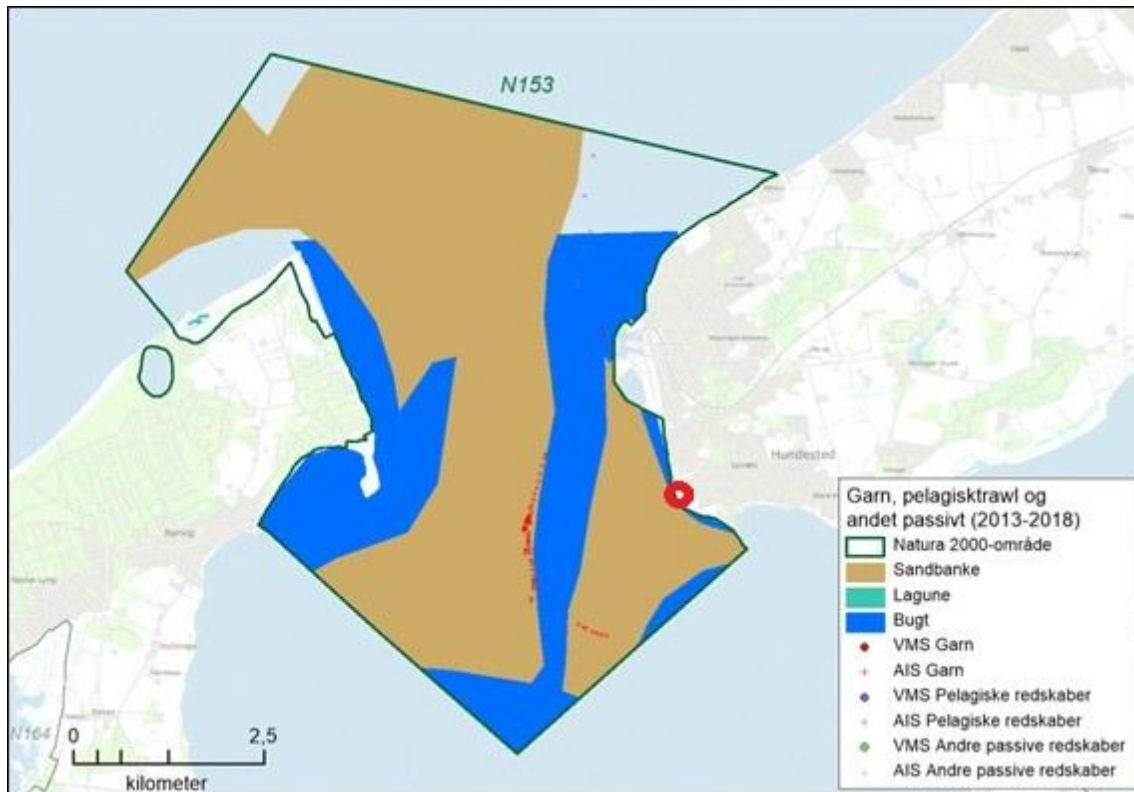 N153
Hundested
Rørvig
N164
0 2,5
kilometer
Garn, pelagisktrawl og
andet passivt (2013-2018)
Natura 2000-område
Sandbanke
Lagune
Bugt
VMS Garn
AIS Garn
VMS Pelagiske redskaber
AIS Pelagiske redskaber
VMS Andre passive redskaber
AIS Andre passive redskaber